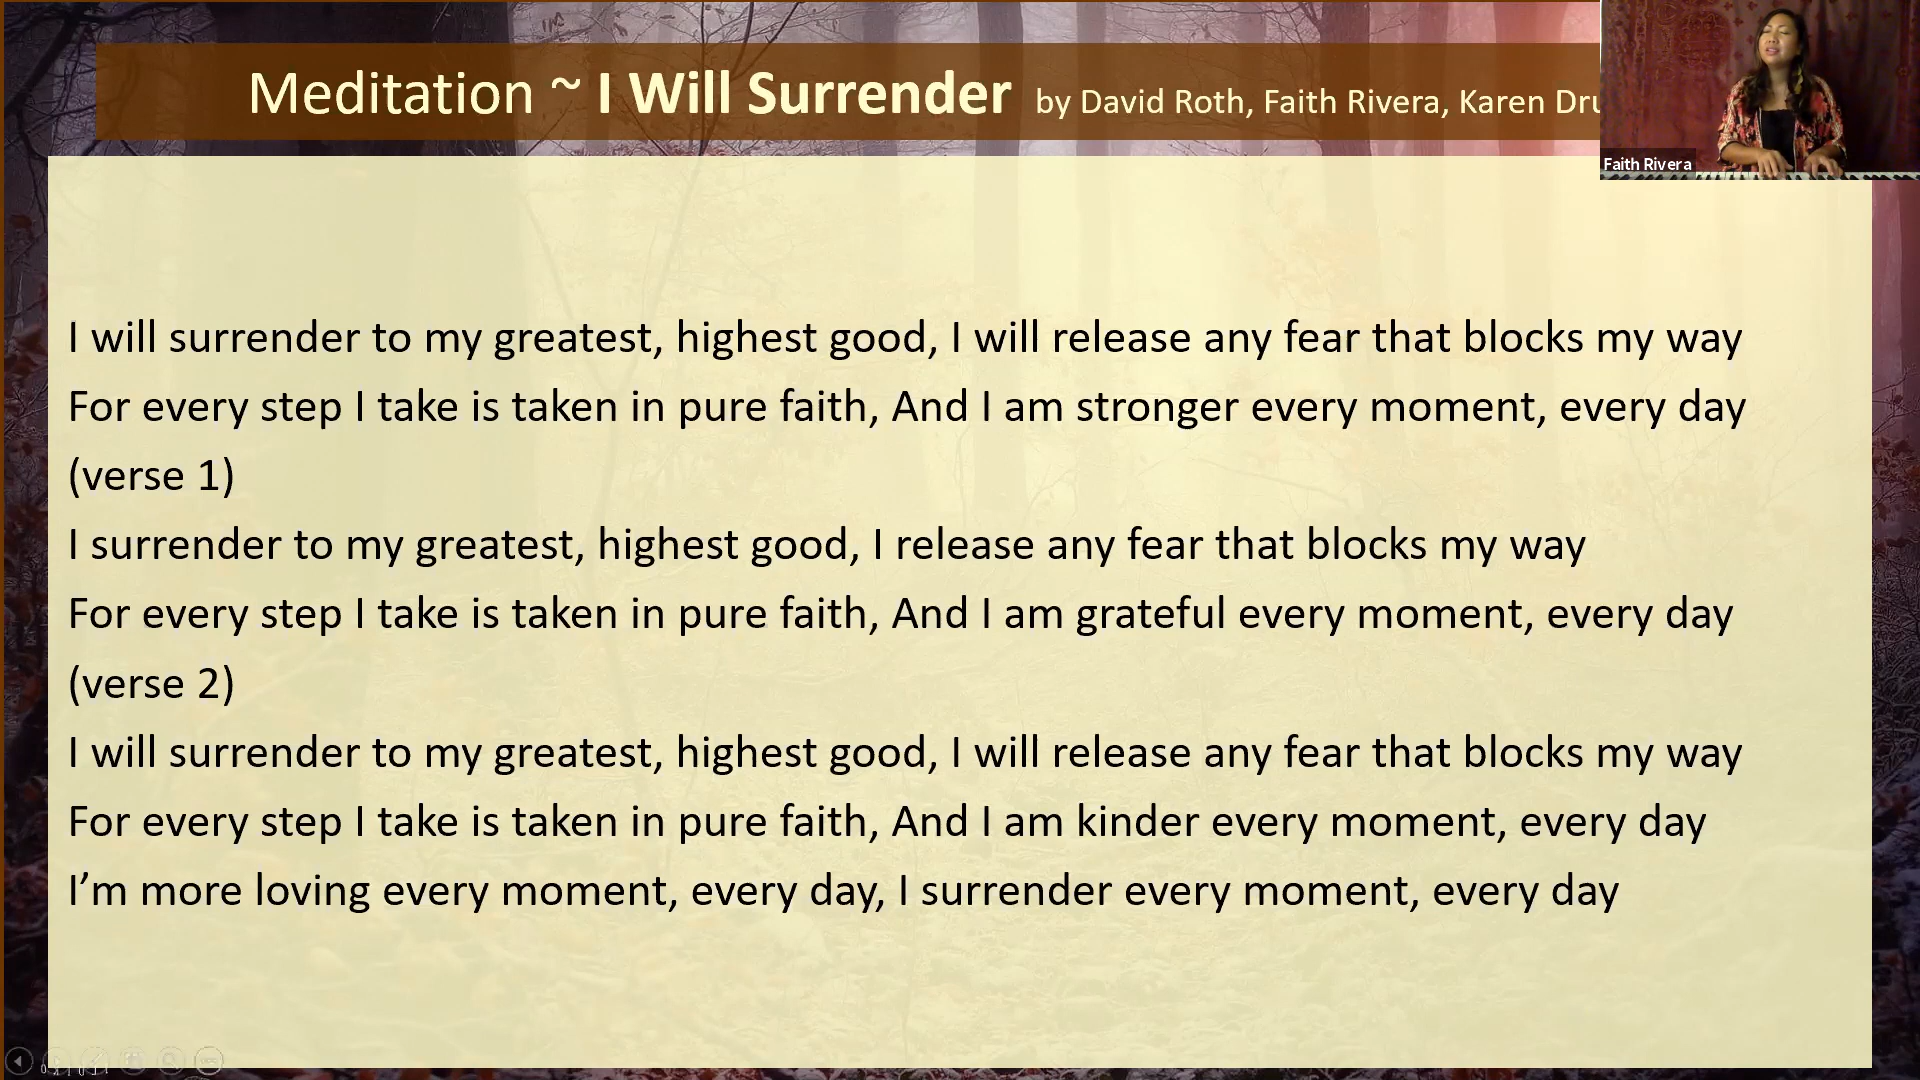 Meditation ~ I Will Surrender by David Roth, Faith Rivera, Karen
Faith Rivera
I will surrender to my greatest, highest good, I will release any fear that blocks my way
For every step I take is taken in pure faith, And I am stronger every moment, every day
(verse 1)
I surrender to my greatest, highest good, I release any fear that blocks my way
For every step I take is taken in pure faith, And I am grateful every moment, every day
(verse 2)
I will surrender to my greatest, highest good, I will release any fear that blocks my way
For every step I take is taken in pure faith, And I am kinder every moment, every day
I’m more loving every moment, every day, I surrender every moment, every day